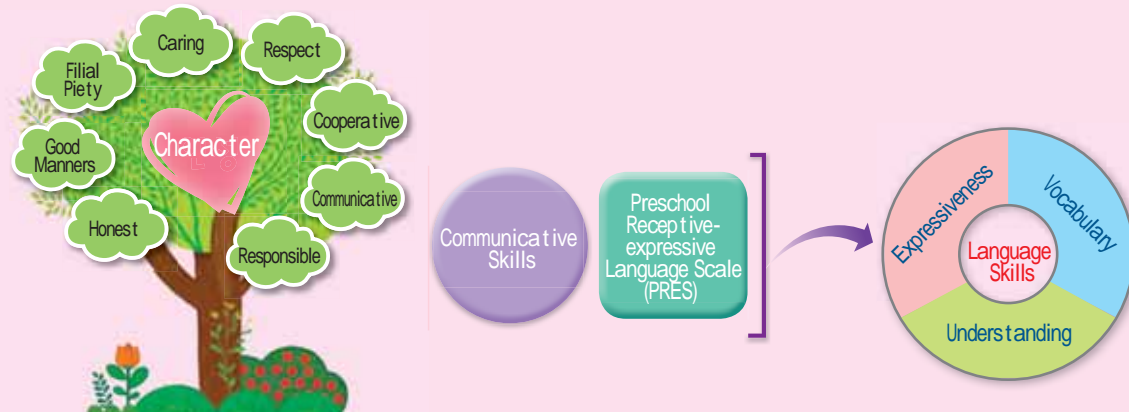 Caring
Respect
Filial
Piety
Cooperative
Character
Good
Manners
Communicative
Honest
Responsible
Communicative
Skills
Preschool
Receptive-
expressive
Language Scale
(PRES)
Expressiveness
Vocabulary
Language
Skills
Understanding